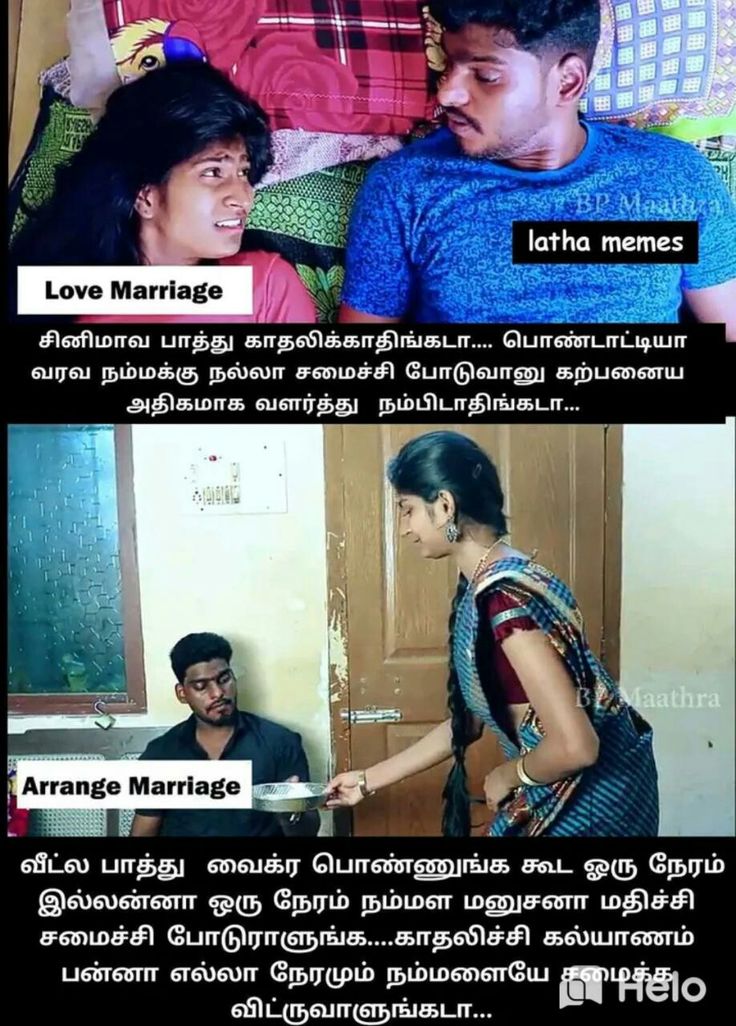 BP Maathra
latha memes
Love Marriage
சினிமாவ பாத்து காதலிக்காதிங்கடா.... பொண்டாட்டியா
வரவ நம்மக்கு நல்லா சமைச்சி போடுவானு கற்பனைய
அதிகமாக வளர்த்து நம்பிடாதிங்கடா...
BP Maathra
Arrange Marriage
வீட்ல பாத்து வைக்ர பொண்ணுங்க கூட ஓரு நேரம்
இல்லன்னா ஒரு நேரம் நம்மள மனுசனா மதிச்சி
சமைச்சி போடுராளுங்க....காதலிச்சி கல்யாணம்
பன்னா எல்லா நேரமும் நம்மளையே சமைக்க
Helo
விட்ருவாளுங்கடா...